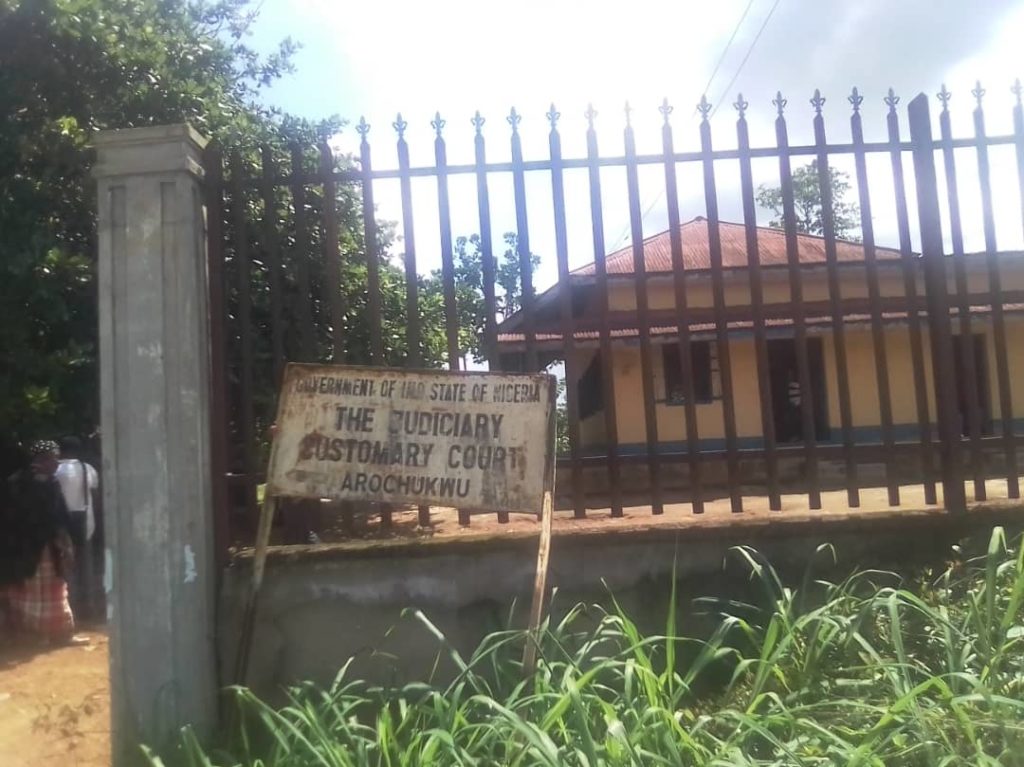 GOVERNMENT OF IMO STATE OF NIGERIA
THE JUDICIARY
CUSTOMARY COURT
AROCHUKWU